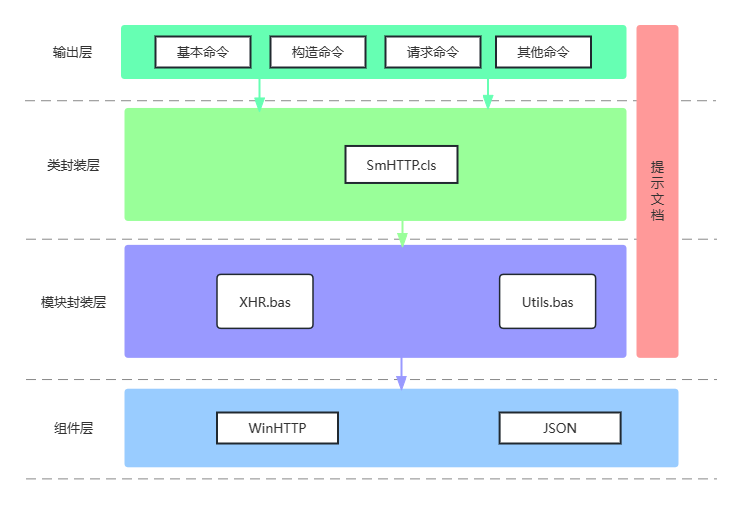 输出层
基本命令
构造命令
请求命令
其他命令
类封装层
SmHTTP.cls
提示文档
模块封装层
XHR.bas
Utils.bas
组件层
WinHTTP
JSON